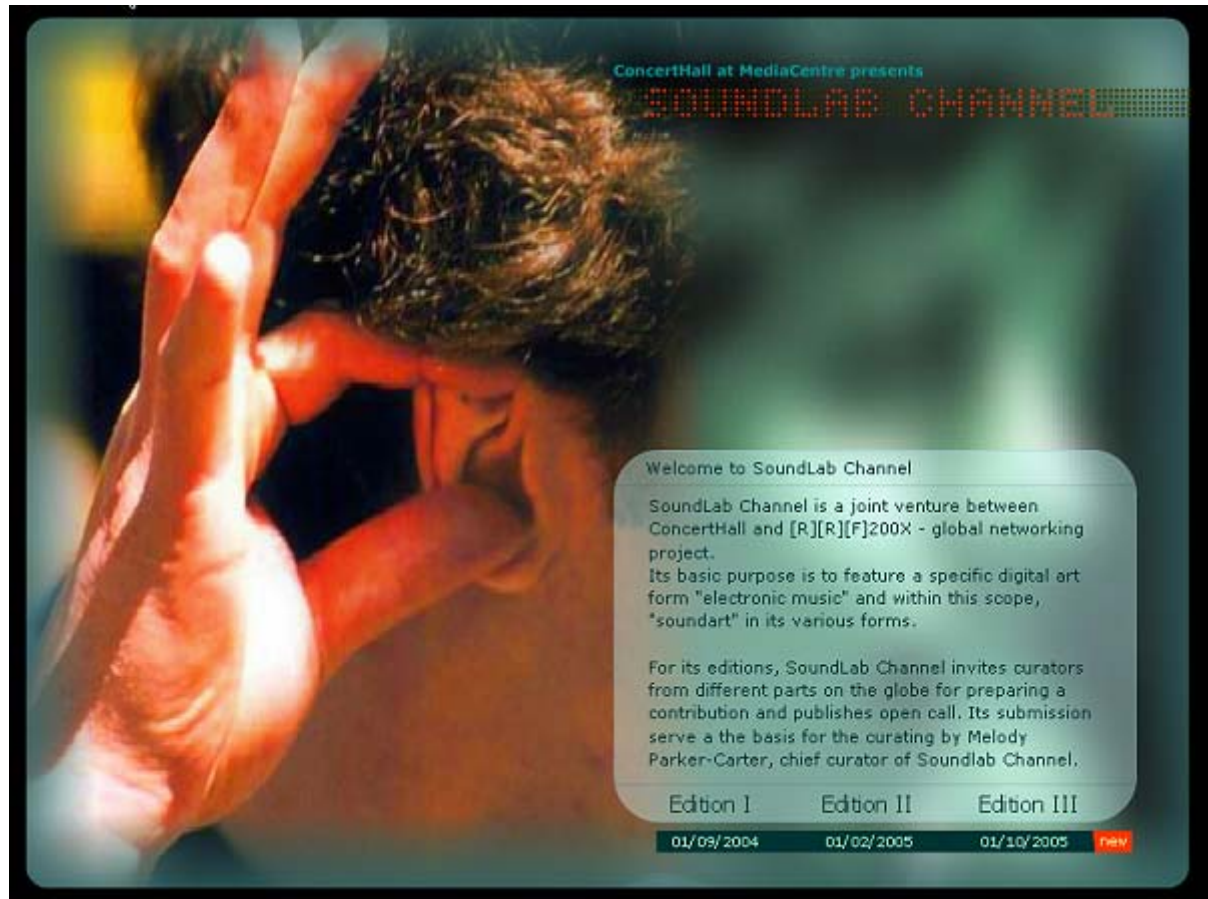 ConcertHall at MediaCentre presents
SOUNDLAB CHANNEL
Welcome to SoundLab Channel
SoundLab Channel is a joint venture between
ConcertHall and [R][R][F]200X - global networking
project.
Its basic purpose is to feature a specific digital art
form "electronic music" and within this scope,
"soundart" in its various forms.
For its editions, SoundLab Channel invites curators
from different parts on the globe for preparing a
contribution and publishes open call. Its submission
serve a the basis for the curating by Melody
Parker-Carter, chief curator of Soundlab Channel.
Edition I Edition II Edition III
01/09/2004 01/02/2005 01/10/2005 new